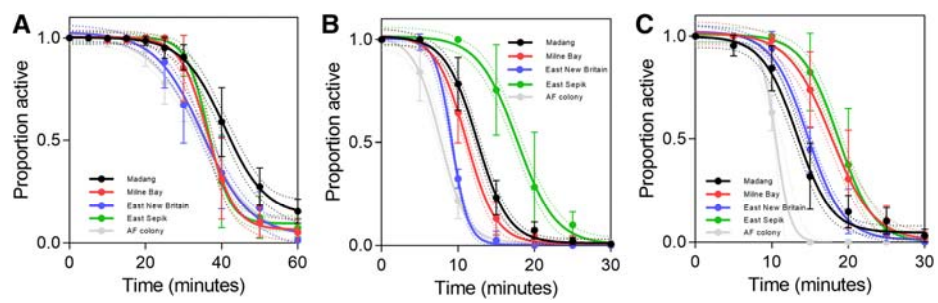 A
Proportion active
1.0
0.5
0.0
Madang
Milne Bay
East New Britain
East Sepik
AF colony
0 20 40 60
Time (minutes)
B
Proportion active
1.0
0.5
0.0
Madang
Milne Bay
East New Britain
East Sepik
AF colony
0 10 20 30
Time (minutes)
C
Proportion active
1.0
0.5
0.0
Madang
Milne Bay
East New Britain
East Sepik
AF colony
0 10 20 30
Time (minutes)